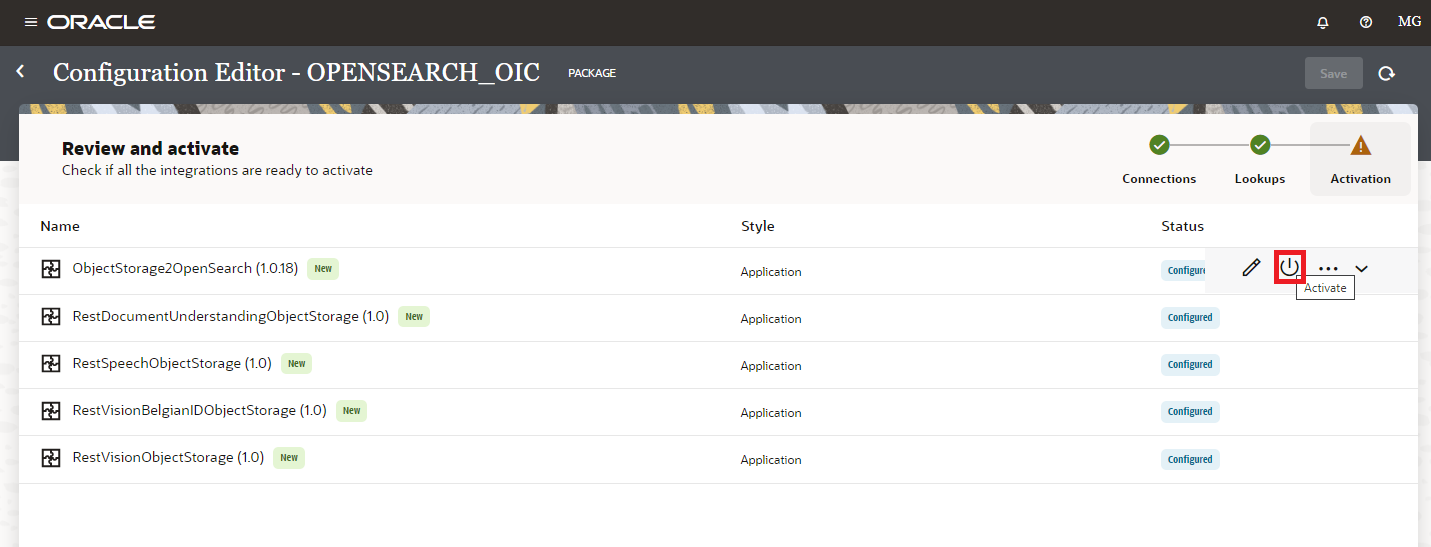 ORACLE
MG
Configuration Editor - OPENSEARCH_OIC PACKAGE
Save
Review and activate
Check if all the integrations are ready to activate
Connections Lookups Activation
Name Style Status
ObjectStorage2OpenSearch (1.0.18) New Application Configured
Activate
RestDocumentUnderstandingObjectStorage (1.0) New Application Configured
RestSpeechObjectStorage (1.0) New Application Configured
RestVisionBelgianIDObjectStorage (1.0) New Application Configured
RestVisionObjectStorage (1.0) New Application Configured